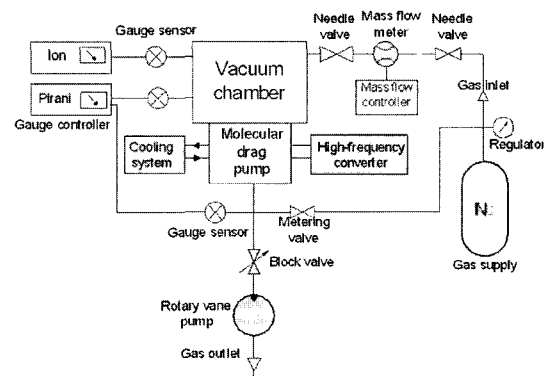 Needle
valve
Mass flow
meter
Needle
valve
Gauge sensor
Ion
Vacuum
chamber
Pirani
Gauge controller
Mass flow
controller
Gas inlet
Cooling
system
Molecular
drag
pump
High-frequency
converter
Regulator
Gauge sensor
Metering
valve
N2
Gas supply
Block valve
Rotary vane
pump
Gas outlet